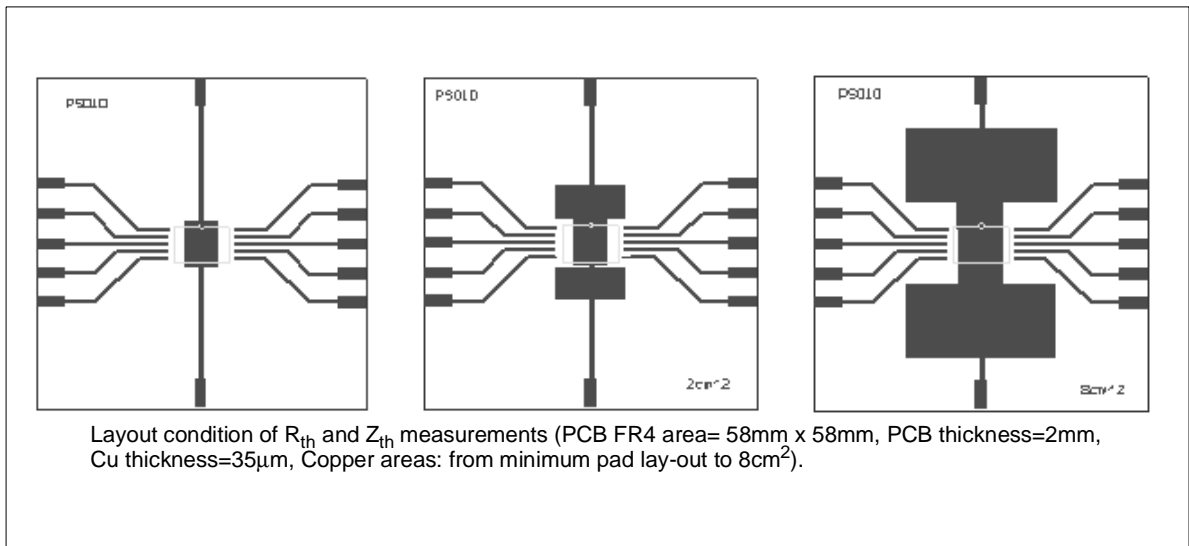 PSO10
PSO10
PSO10
2cm^2
8cm^2
Layout condition of Rth and Zth measurements (PCB FR4 area= 58mm x 58mm, PCB thickness=2mm,
Cu thickness=35μm, Copper areas: from minimum pad lay-out to 8cm2).